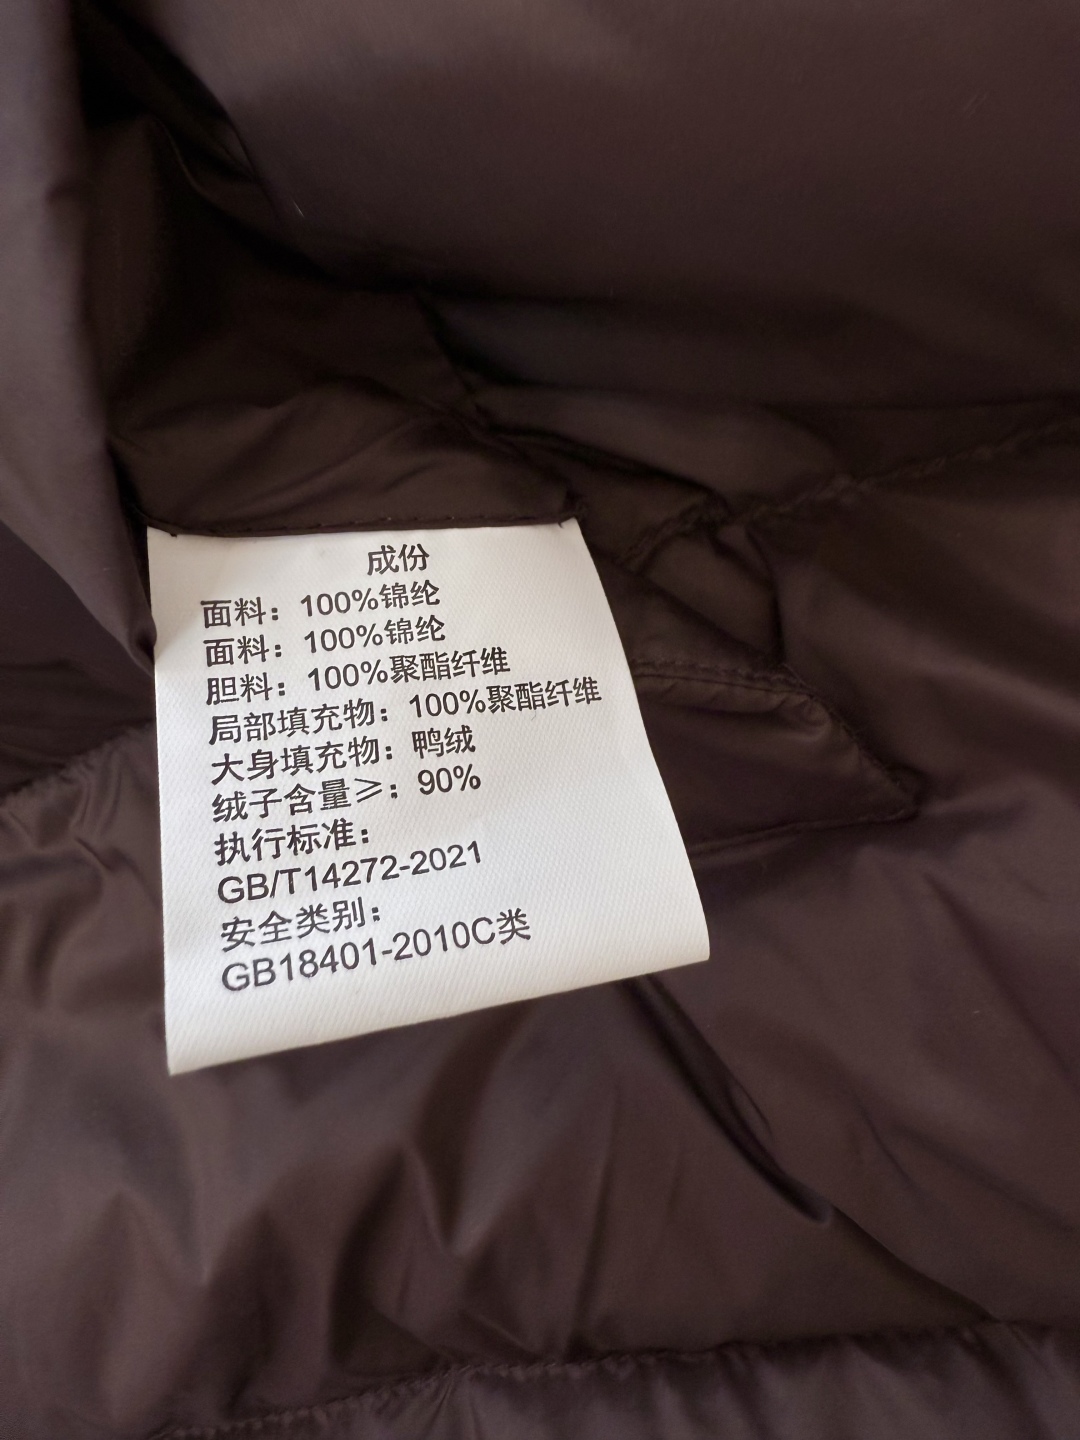 成份
面料：100%锦纶
面料：100%锦纶
胆料：100%聚酯纤维
局部填充物：100%聚酯纤维
大身填充物：鸭绒
绒子含量≥：90%
执行标准：
GB/T14272-2021
安全类别：
GB18401-2010C类